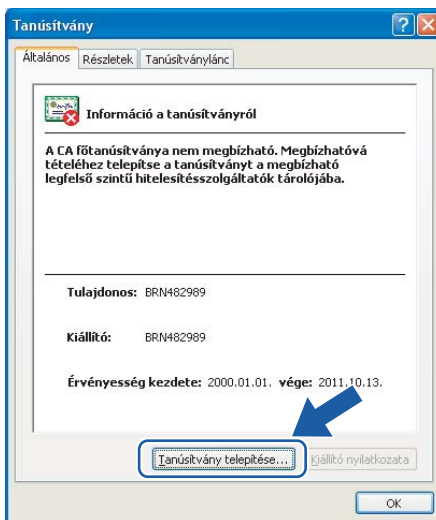 Tanúsítvány
Általános Részletek Tanúsítványlánc
Információ a tanúsítványról
A CA főtanúsítványa nem megbízható. Megbízhatóvá
tételéhez telepítse a tanúsítványt a megbízható
legfelső szintű hitelesítésszolgáltatók tárolójába.
Tulajdonos: BRN482989
Kiállító: BRN482989
Érvényesség kezdete: 2000.01.01. vége: 2011.10.13.
Tanúsítvány telepítése... Kiállító nyilatkozata
OK